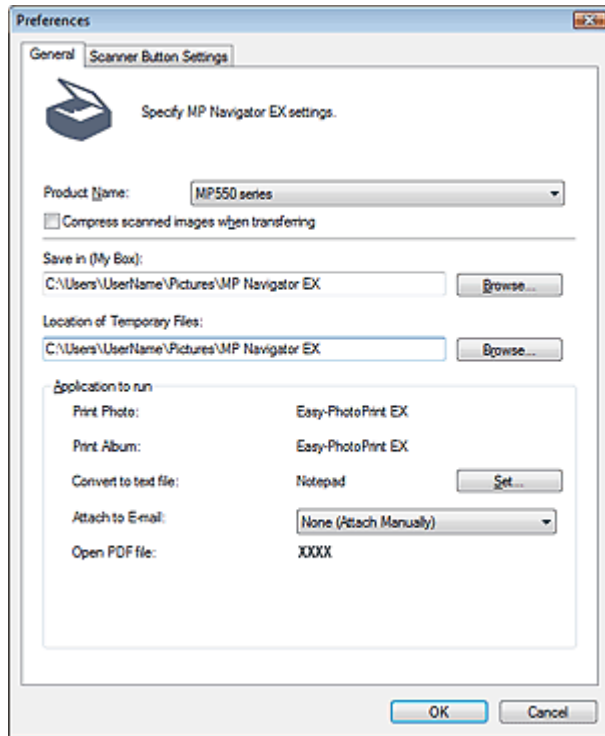 Preferences
General Scanner Button Settings
Specify MP Navigator EX settings.
Product Name: MP550 series
Compress scanned images when transferring
Save in (My Box):
C:\Users\UserName\Pictures\MP Navigator EX Browse...
Location of Temporary Files:
C:\Users\UserName\Pictures\MP Navigator EX Browse...
Application to run
Print Photo: Easy-PhotoPrint EX
Print Album: Easy-PhotoPrint EX
Convert to text file: Notepad Set...
Attach to E-mail: None (Attach Manually)
Open PDF file: XXXX
OK Cancel